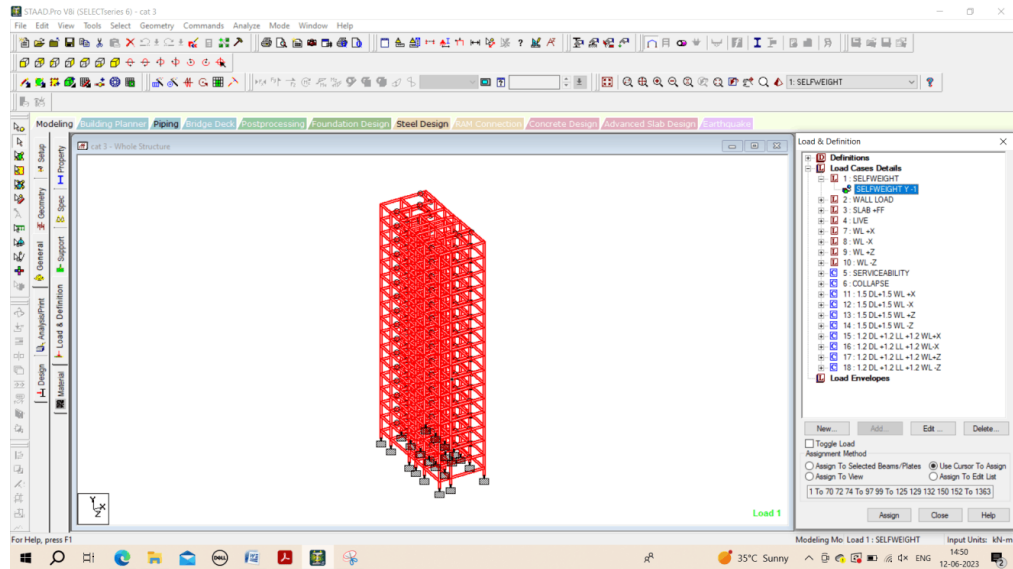 STAAD.Pro V8i (SELECTseries 6) - cat 3
File Edit View Tools Select Geometry Commands Analyze Mode Window Help
1: SELFWEIGHT
Modeling Building Planner Piping Bridge Deck Postprocessing Foundation Design Steel Design RAM Connection Concrete Design Advanced Slab Design Earthquake
cat 3 - Whole Structure
Setup
Geometry
General
Analysis/Print
Design
Property
Spec
Support
Load & Definition
Material
Y
X
Z
Load 1
Load & Definition
Definitions
Load Cases Details
1 : SELFWEIGHT
SELFWEIGHT Y -1
2 : WALL LOAD
3 : SLAB +FF
4 : LIVE
7 : WL +X
8 : WL -X
9 : WL +Z
10 : WL -Z
5 : SERVICEABILITY
6 : COLLAPSE
11 : 1.5 DL+1.5 WL +X
12 : 1.5 DL+1.5 WL -X
13 : 1.5 DL+1.5 WL +Z
14 : 1.5 DL+1.5 WL -Z
15 : 1.2 DL +1.2 LL +1.2 WL+X
16 : 1.2 DL +1.2 LL +1.2 WL-X
17 : 1.2 DL +1.2 LL +1.2 WL+Z
18 : 1.2 DL +1.2 LL +1.2 WL -Z
Load Envelopes
New... Add... Edit ... Delete...
Toggle Load
Assignment Method
Assign To Selected Beams/Plates Use Cursor To Assign
Assign To View Assign To Edit List
1 To 70 72 74 To 97 99 To 125 129 132 150 152 To 1363
Assign Close Help
For Help, press F1
Modeling Mo Load 1 : SELFWEIGHT Input Units: kN-m
DELL
35°C Sunny
ENG
14:50
12-06-2023
2